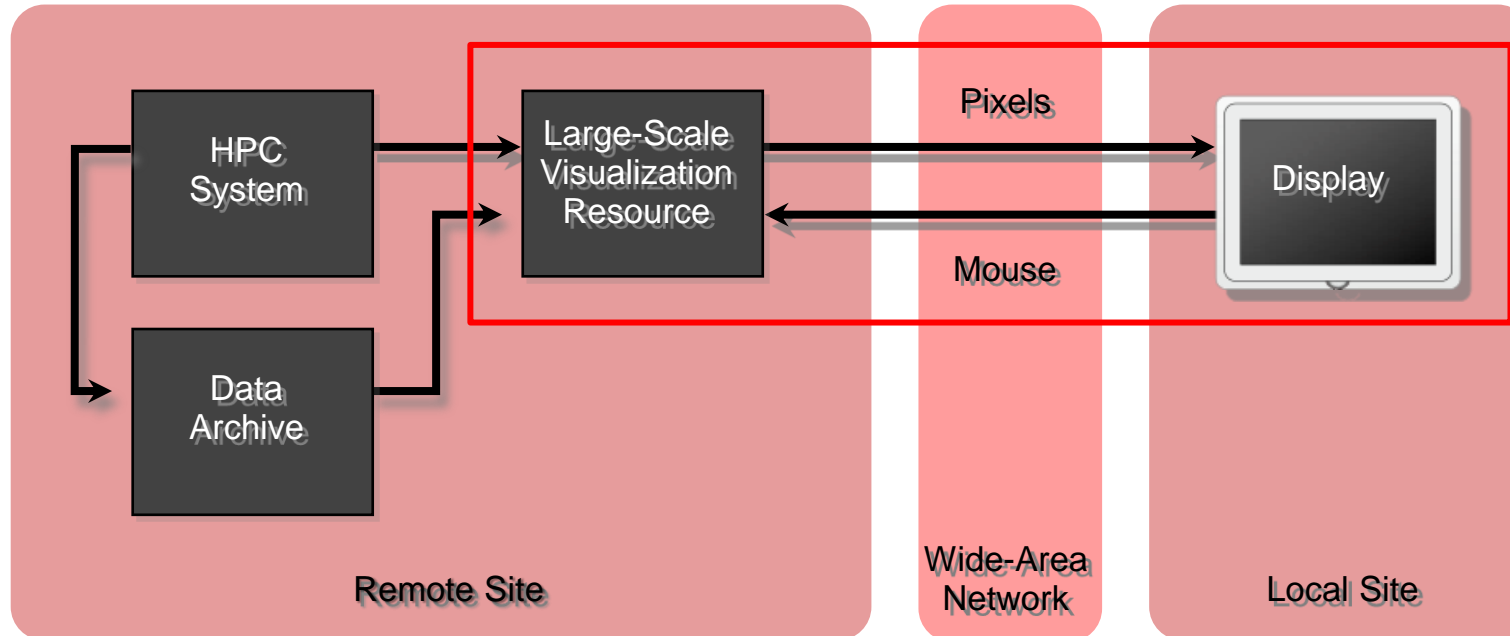 HPC
System
Large-Scale
Visualization
Resource
Pixels
Display
Mouse
Data
Archive
Remote Site
Wide-Area
Network
Local Site